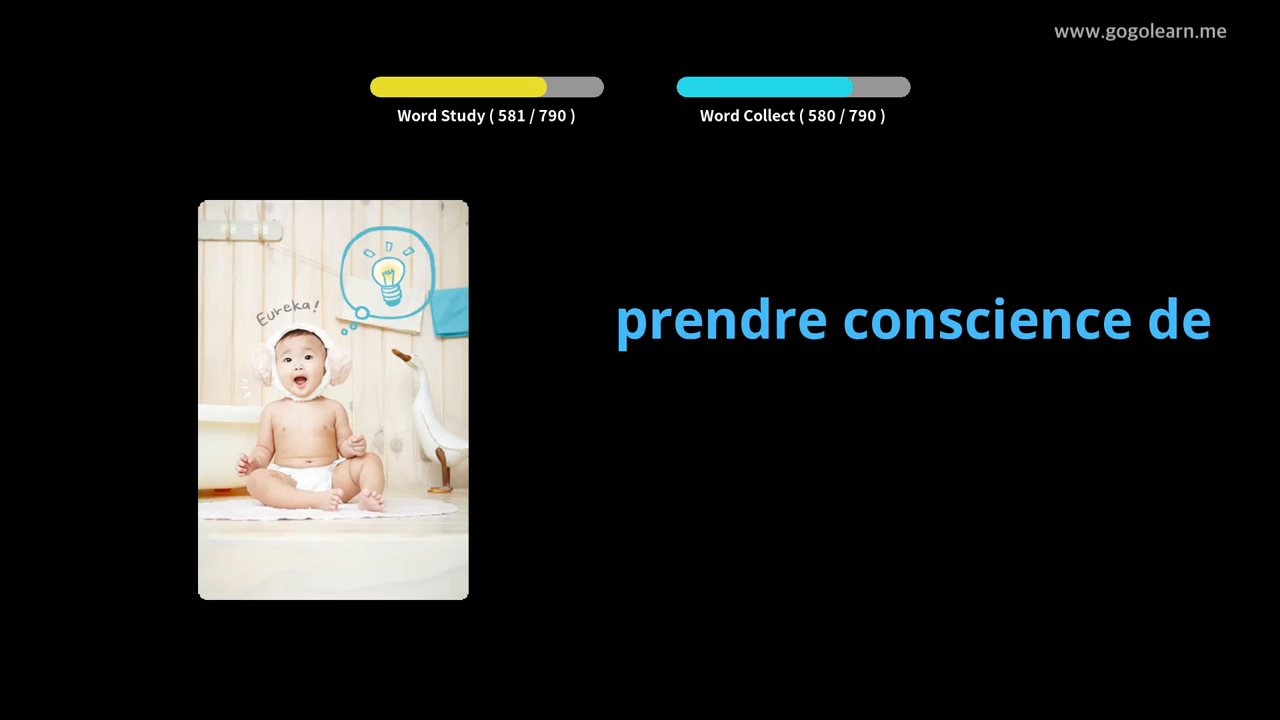 www.gogolearn.me
Word Study ( 581 / 790 )
Word Collect ( 580 / 790 )
Eureka!
prendre conscience de